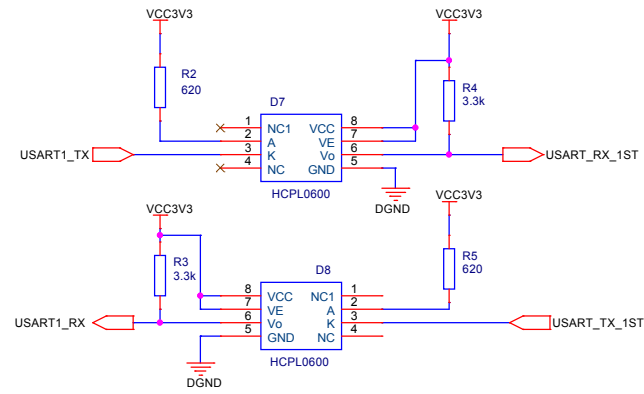 VCC3V3
VCC3V3
R2
620
R4
3.3k
D7
1 NC1 VCC 8
2 A VE 7
USART1_TX 3 K Vo 6 USART_RX_1ST
4 NC GND 5
HCPL0600
DGND
VCC3V3
VCC3V3
R3
3.3k
R5
620
D8
8 VCC NC1 1
7 VE A 2
USART1_RX 6 Vo K 3 USART_TX_1ST
5 GND NC 4
HCPL0600
DGND